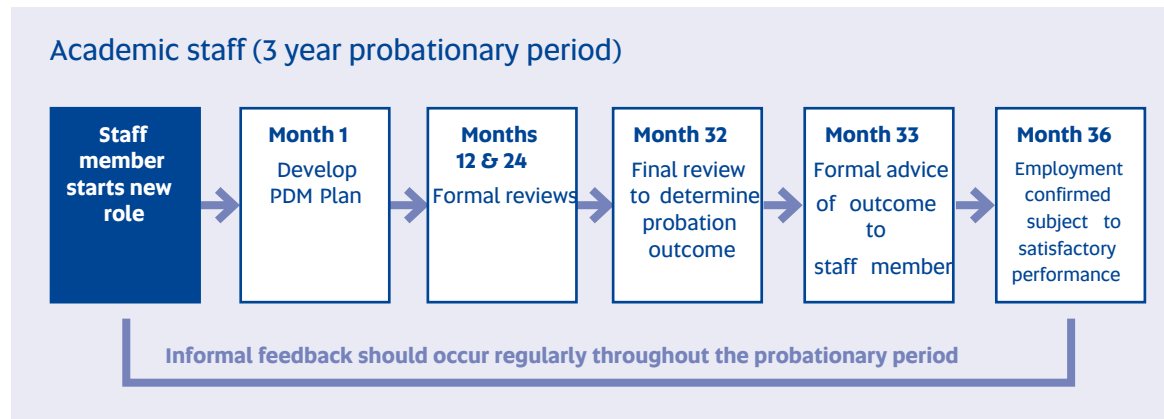 Academic staff (3 year probationary period)
Staff
member
starts new
role
Month 1
Develop
PDM Plan
Months
12 & 24
Formal reviews
Month 32
Final review
to determine
probation
outcome
Month 33
Formal advice
of outcome
to
staff member
Month 36
Employment
confirmed
subject to
satisfactory
performance
Informal feedback should occur regularly throughout the probationary period